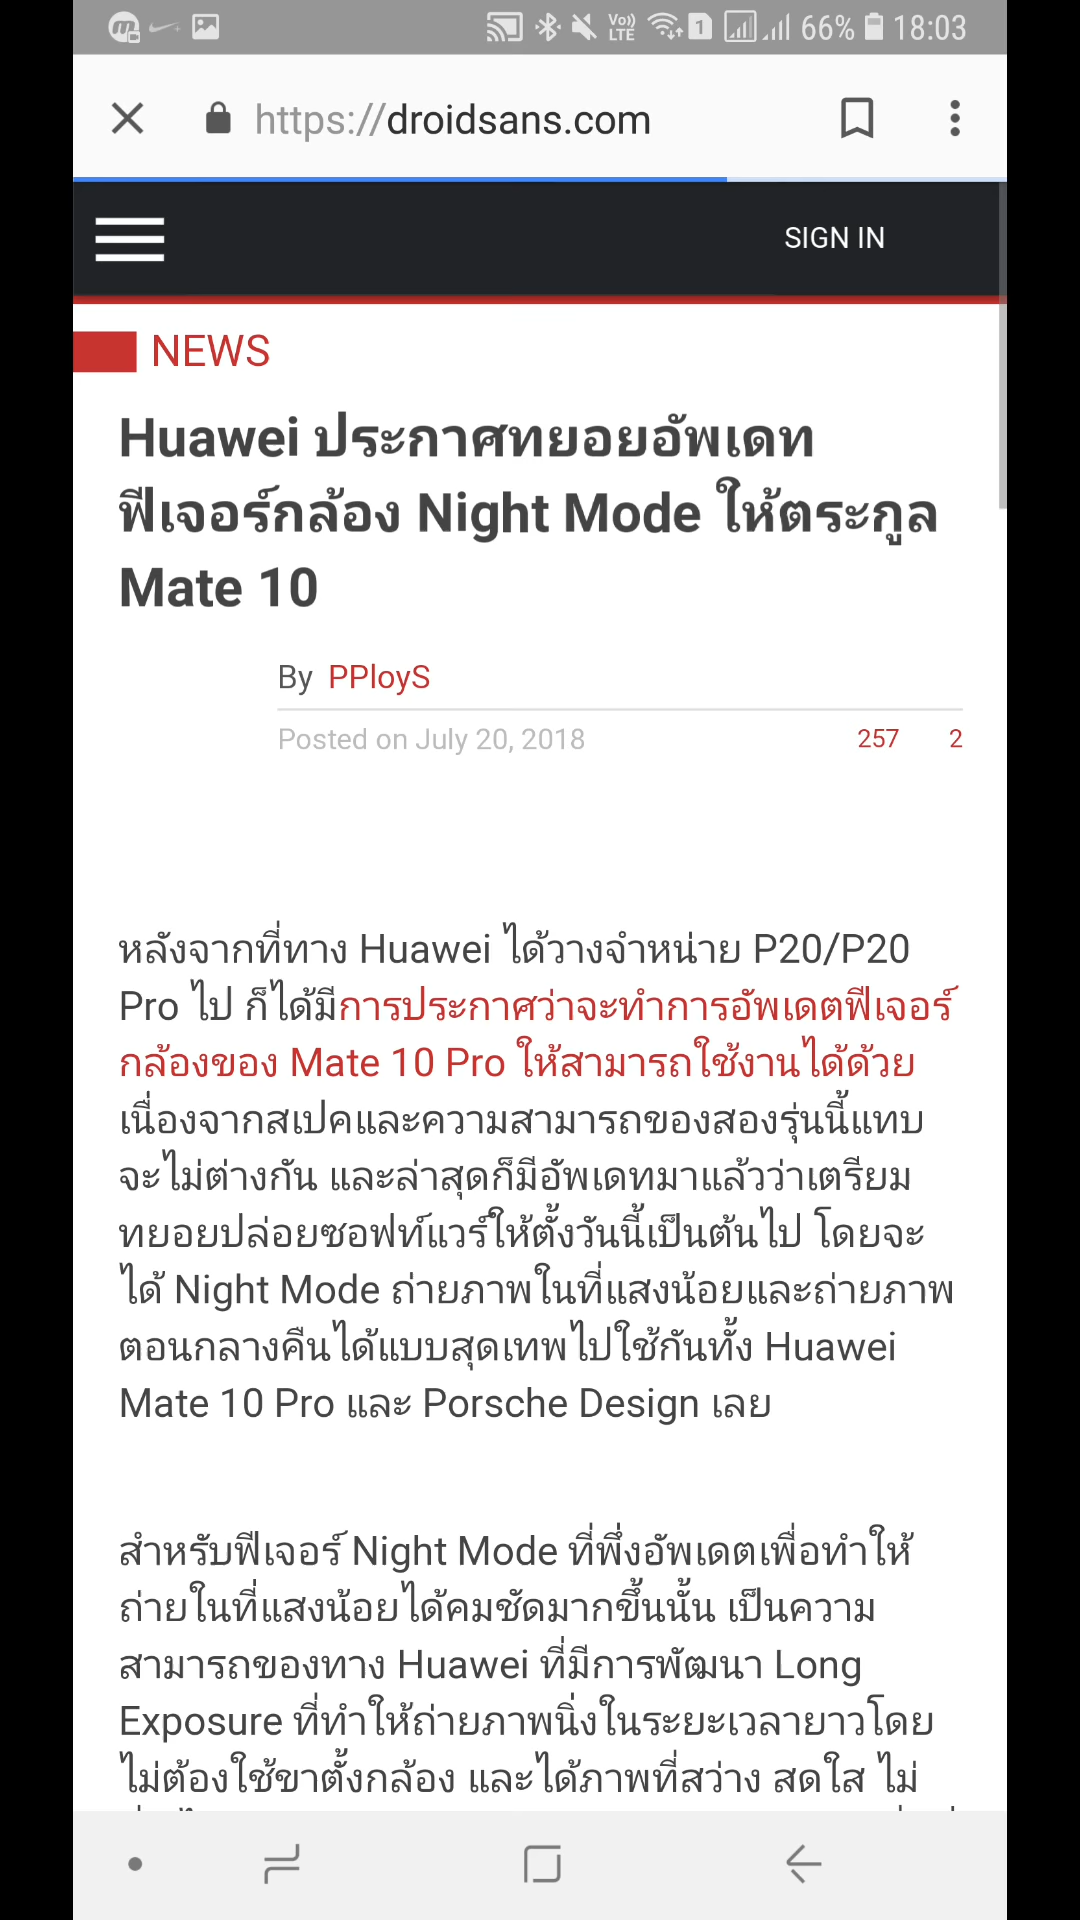 Vo)) LTE 1 66% 18:03
https://droidsans.com
SIGN IN
NEWS
Huawei ประกาศทยอยอัพเดท
ฟีเจอร์กล้อง Night Mode ให้ตระกูล
Mate 10
By PPloyS
Posted on July 20, 2018 257 2
หลังจากที่ทาง Huawei ได้วางจำหน่าย P20/P20
Pro ไป ก็ได้มีการประกาศว่าจะทำการอัพเดตฟีเจอร์
กล้องของ Mate 10 Pro ให้สามารถใช้งานได้ด้วย
เนื่องจากสเปคและความสามารถของสองรุ่นนี้แทบ
จะไม่ต่างกัน และล่าสุดก็มีอัพเดทมาแล้วว่าเตรียม
ทยอยปล่อยซอฟท์แวร์ให้ตั้งวันนี้เป็นต้นไป โดยจะ
ได้ Night Mode ถ่ายภาพในที่แสงน้อยและถ่ายภาพ
ตอนกลางคืนได้แบบสุดเทพไปใช้กันทั้ง Huawei
Mate 10 Pro และ Porsche Design เลย
สำหรับฟีเจอร์ Night Mode ที่พึ่งอัพเดตเพื่อทำให้
ถ่ายในที่แสงน้อยได้คมชัดมากขึ้นนั้น เป็นความ
สามารถของทาง Huawei ที่มีการพัฒนา Long
Exposure ที่ทำให้ถ่ายภาพนิ่งในระยะเวลายาวโดย
ไม่ต้องใช้ขาตั้งกล้อง และได้ภาพที่สว่าง สดใส ไม่